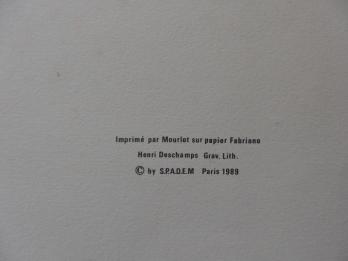 Imprimé par Mourlot sur papier Fabriano
Henri Deschamps Grav. Lith.
© by S.P.A.D.E.M Paris 1989